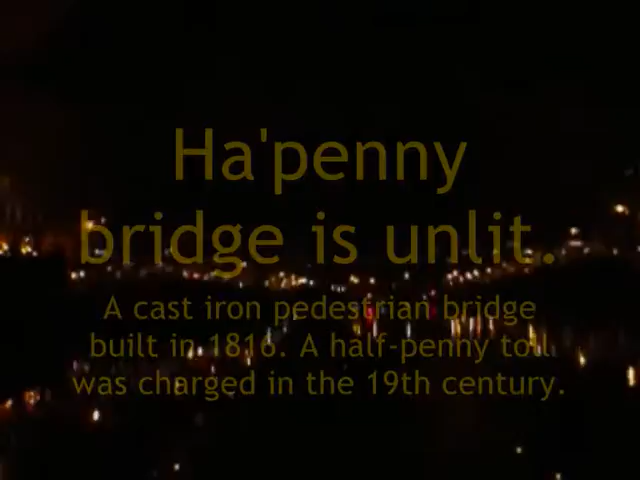 Ha'penny
bridge is unlit.
A cast iron pedestrian bridge
built in 1816. A half-penny toll
was charged in the 19th century.